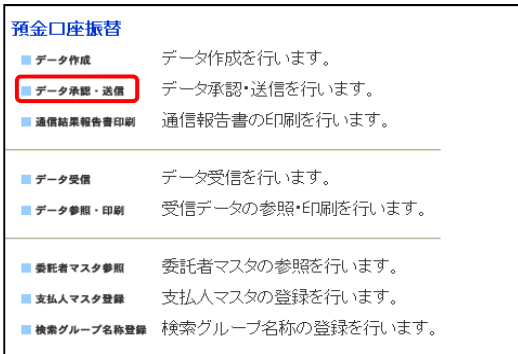 預金口座振替
データ作成 データ作成を行います。
データ承認・送信 データ承認・送信を行います。
通信結果報告書印刷 通信報告書の印刷を行います。
データ受信 データ受信を行います。
データ参照・印刷 受信データの参照・印刷を行います。
委託者マスタ参照 委託者マスタの参照を行います。
支払人マスタ登録 支払人マスタの登録を行います。
検索グループ名称登録 検索グループ名称の登録を行います。